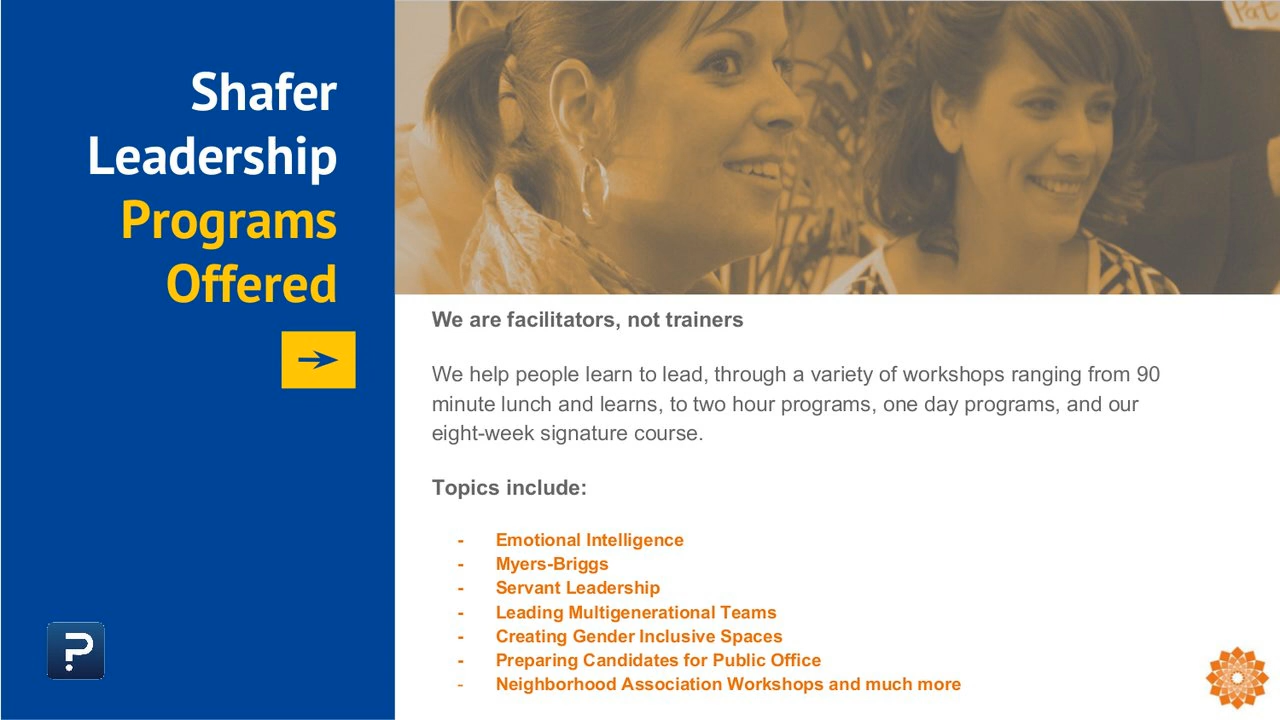 Shafer
Leadership
Programs
Offered
Pat
We are facilitators, not trainers
We help people learn to lead, through a variety of workshops ranging from 90
minute lunch and learns, to two hour programs, one day programs, and our
eight-week signature course.
Topics include:
- Emotional Intelligence
- Myers-Briggs
- Servant Leadership
- Leading Multigenerational Teams
- Creating Gender Inclusive Spaces
- Preparing Candidates for Public Office
- Neighborhood Association Workshops and much more